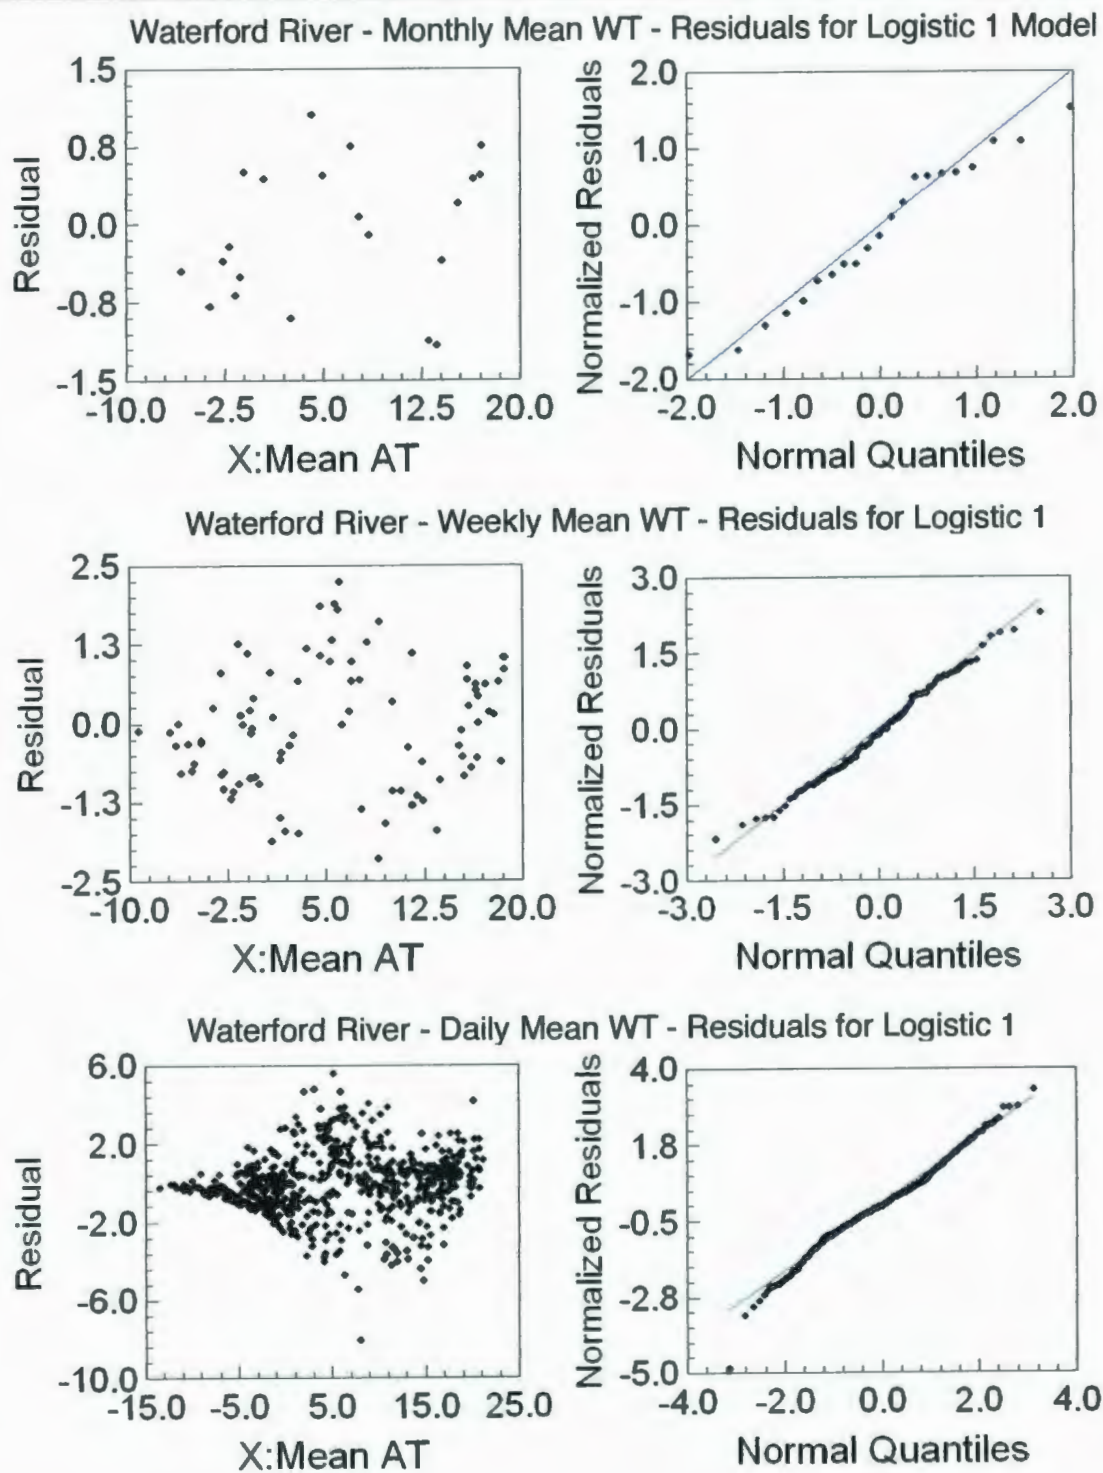 Waterford River - Monthly Mean WT - Residuals for Logistic 1 Model
Residual
1.5
0.8
0.0
-0.8
-1.5
-10.0 -2.5 5.0 12.5 20.0
X:Mean AT
Normalized Residuals
2.0
1.0
0.0
-1.0
-2.0
-2.0 -1.0 0.0 1.0 2.0
Normal Quantiles
Waterford River - Weekly Mean WT - Residuals for Logistic 1
Residual
2.5
1.3
0.0
-1.3
-2.5
-10.0 -2.5 5.0 12.5 20.0
X:Mean AT
Normalized Residuals
3.0
1.5
0.0
-1.5
-3.0
-3.0 -1.5 0.0 1.5 3.0
Normal Quantiles
Waterford River - Daily Mean WT - Residuals for Logistic 1
Residual
6.0
2.0
-2.0
-6.0
-10.0
-15.0 -5.0 5.0 15.0 25.0
X:Mean AT
Normalized Residuals
4.0
1.8
-0.5
-2.8
-5.0
-4.0 -2.0 0.0 2.0 4.0
Normal Quantiles